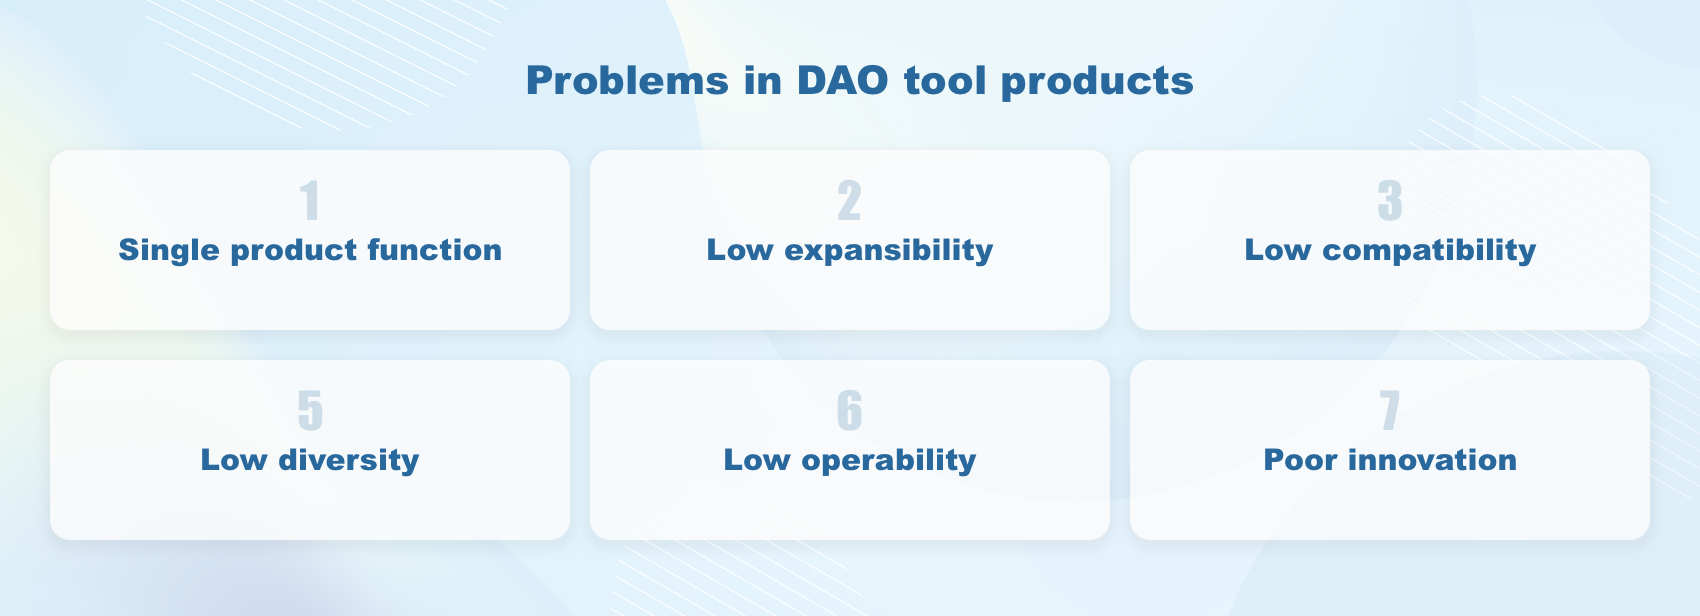 Problems in DAO tool products
1
Single product function
2
Low expansibility
3
Low compatibility
5
Low diversity
6
Low operability
7
Poor innovation